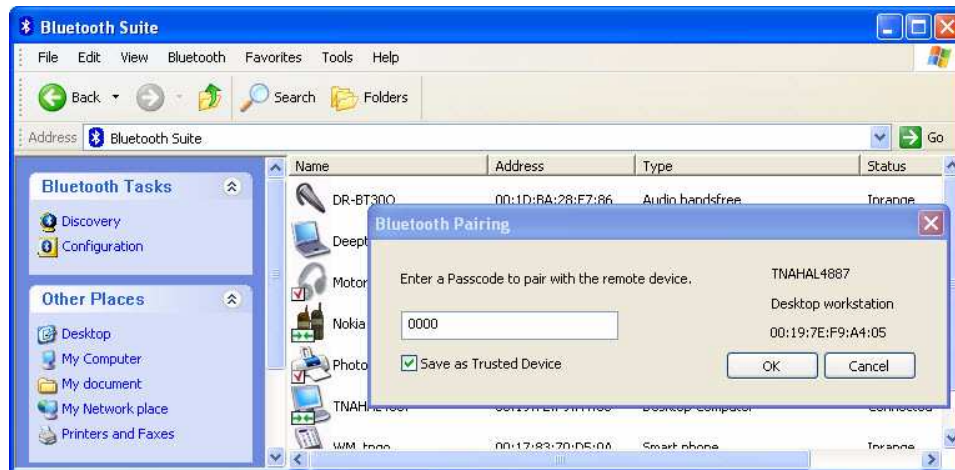 Bluetooth Suite
File Edit View Bluetooth Favorites Tools Help
Back Search Folders
Address Bluetooth Suite Go
Bluetooth Tasks
Discovery
Configuration
Other Places
Desktop
My Computer
My document
My Network place
Printers and Faxes
Name Address Type Status
DR-BT30Q 00:1D:BA:28:F7:86 Audio handsfree Inrange
Deept
Motor
Nokia
Photo
WM_tngo 00:17:83:70:D5:0A Smart phone Inrange
Bluetooth Pairing
Enter a Passcode to pair with the remote device.
0000
Save as Trusted Device
TNAHAL4887
Desktop workstation
00:19:7E:F9:A4:05
OK Cancel